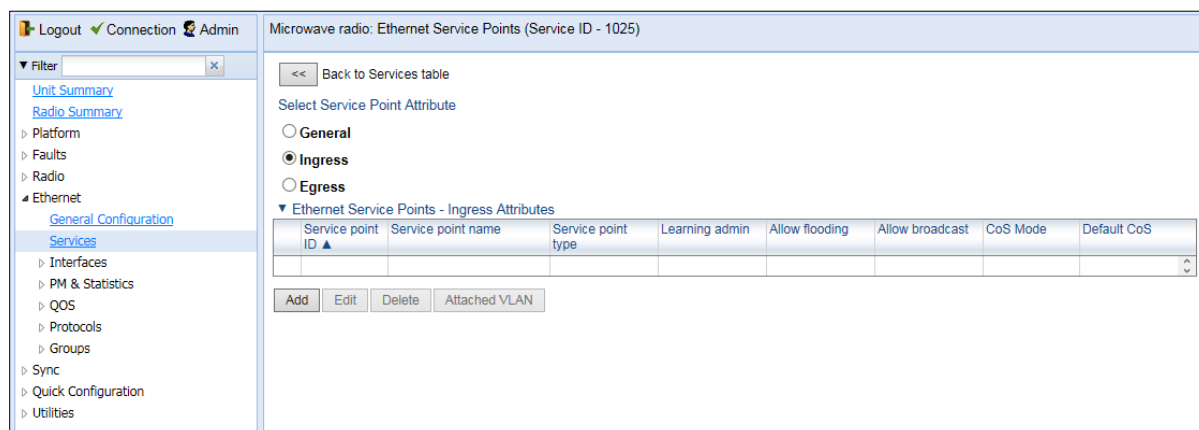 Logout Connection Admin
Microwave radio: Ethernet Service Points (Service ID - 1025)
▼ Filter
Unit Summary
Radio Summary
Platform
Faults
Radio
Ethernet
General Configuration
Services
Interfaces
PM & Statistics
QOS
Protocols
Groups
Sync
Quick Configuration
Utilities
<< Back to Services table
Select Service Point Attribute
General
Ingress
Egress
▼ Ethernet Service Points - Ingress Attributes
Service point ID ▲ Service point name Service point type Learning admin Allow flooding Allow broadcast CoS Mode Default CoS
Add Edit Delete Attached VLAN